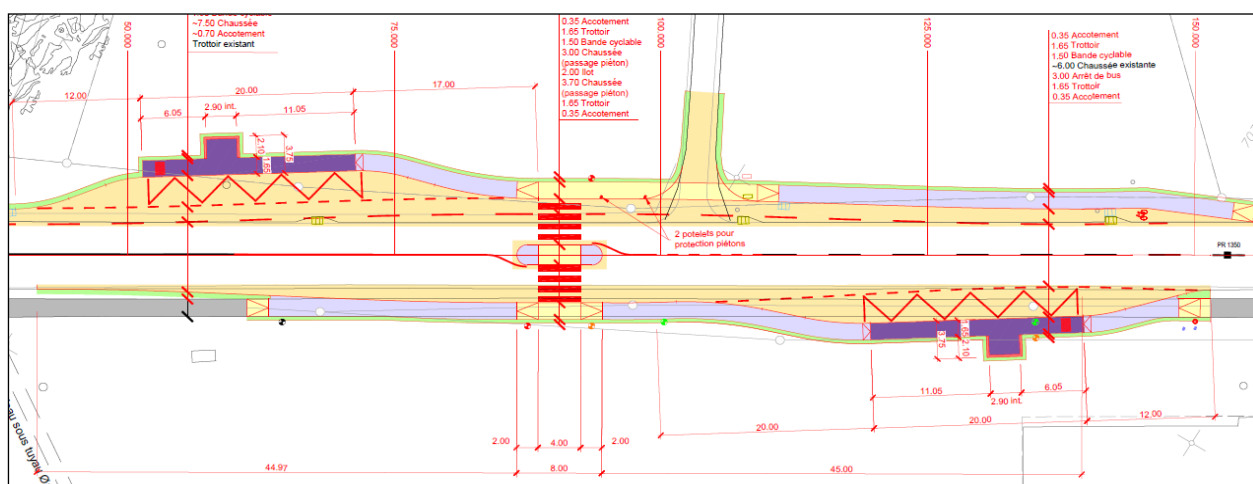 ~7.50 Chaussée
~0.70 Accotement
Trottoir existant
50.000
75.000
0.35 Accotement
1.65 Trottoir
1.50 Bande cyclable
3.00 Chaussée
(passage piéton)
2.00 Ilot
3.70 Chaussée
(passage piéton)
1.65 Trottoir
0.35 Accotement
100.000
125.000
0.35 Accotement
1.65 Trottoir
1.50 Bande cyclable
~6.00 Chaussée existante
3.00 Arrêt de bus
1.65 Trottoir
0.35 Accotement
150.000
12.00
20.00
17.00
6.05
2.90 int.
11.05
2.10
1.65
3.75
2 potelets pour
protection piétons
PR 1350
3.75
1.65
2.10
11.05
2.90 int.
6.05
20.00
20.00
12.00
2.00
4.00
2.00
44.97
8.00
45.00
au sous tuyau Ø